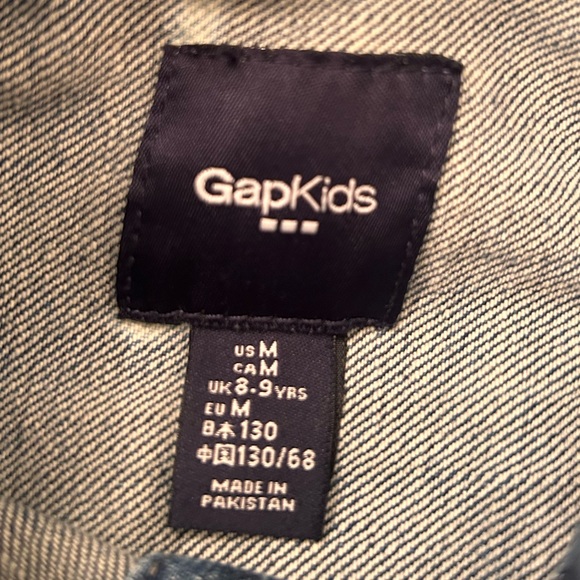 GapKids
US M
CA M
UK 8-9 YRS
EU M
日本 130
中国 130/68
MADE IN
PAKISTAN